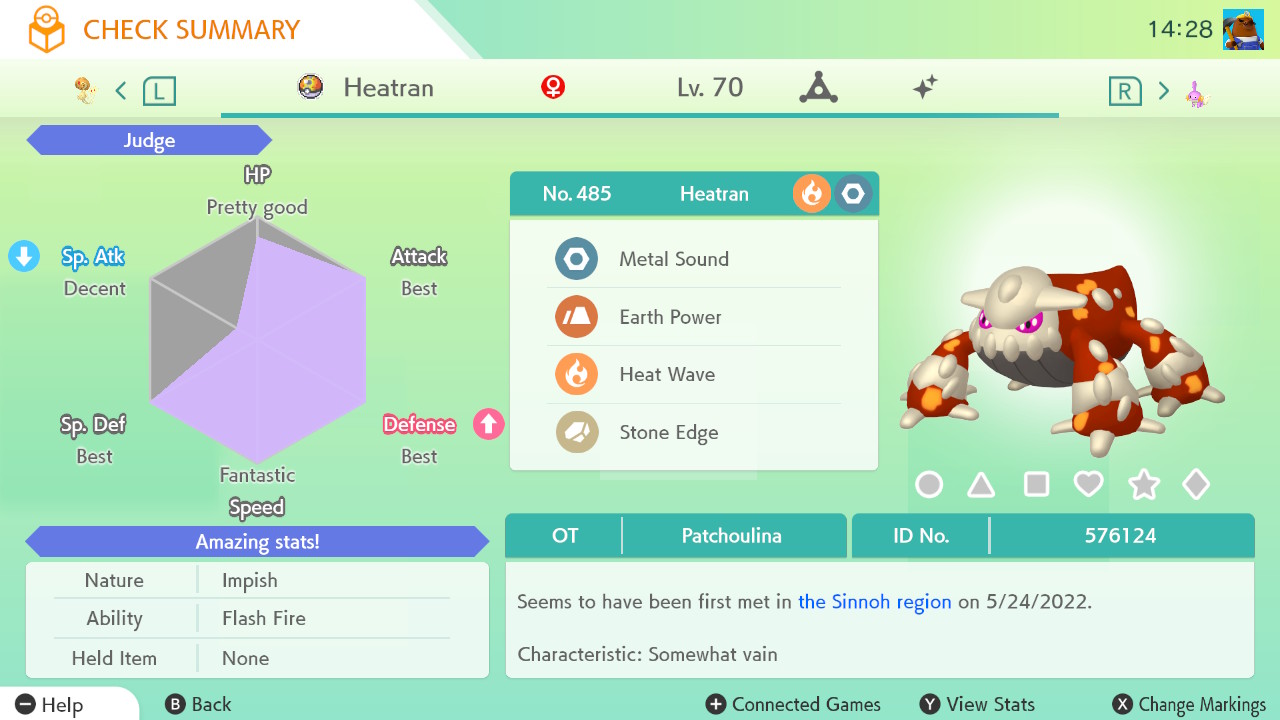 CHECK SUMMARY
14:28
L
Heatran
Lv. 70
R
Judge
HP
Pretty good
Sp. Atk
Decent
Attack
Best
Sp. Def
Best
Defense
Best
Fantastic
Speed
Amazing stats!
Nature Impish
Ability Flash Fire
Held Item None
No. 485 Heatran
Metal Sound
Earth Power
Heat Wave
Stone Edge
OT Patchoulina ID No. 576124
Seems to have been first met in the Sinnoh region on 5/24/2022.
Characteristic: Somewhat vain
Help
B Back
Connected Games
Y View Stats
X Change Markings